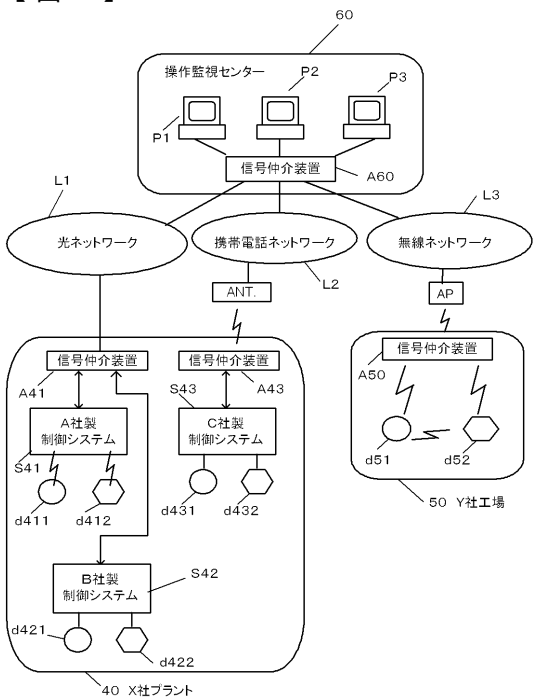 60
操作監視センター
P1
P2
P3
信号仲介装置
A60
L1
光ネットワーク
携帯電話ネットワーク
L2
L3
無線ネットワーク
ANT.
AP
信号仲介装置
A41
信号仲介装置
A43
信号仲介装置
A50
A社製
制御システム
S41
S43
C社製
制御システム
d411
d412
d431
d432
d51
d52
50 Y社工場
B社製
制御システム
S42
d421
d422
40 X社プラント